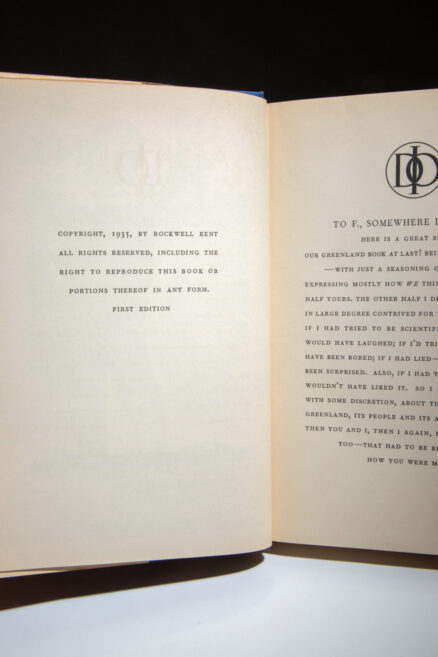 COPYRIGHT, 1935, BY ROCKWELL KENT
ALL RIGHTS RESERVED, INCLUDING THE
RIGHT TO REPRODUCE THIS BOOK OR
PORTIONS THEREOF IN ANY FORM.
FIRST EDITION
DID
TO F., SOMEWHERE
HERE IS A GREAT
OUR GREENLAND BOOK AT LAST!
—WITH JUST A SEASONING
EXPRESSING MOSTLY HOW WE
HALF YOURS. THE OTHER HALF I
IN LARGE DEGREE CONTRIVED FOR
IF I HAD TRIED TO BE
WOULD HAVE LAUGHED; IF I'D
HAVE BEEN BORED; IF I HAD LIED—
BEEN SURPRISED. ALSO, IF I HAD
WOULDN'T HAVE LIKED IT. SO I
WITH SOME DISCRETION, ABOUT
GREENLAND, ITS PEOPLE AND ITS
THEN YOU AND I, THEN I AGAIN,
TOO—THAT HAD TO BE
HOW YOU WERE